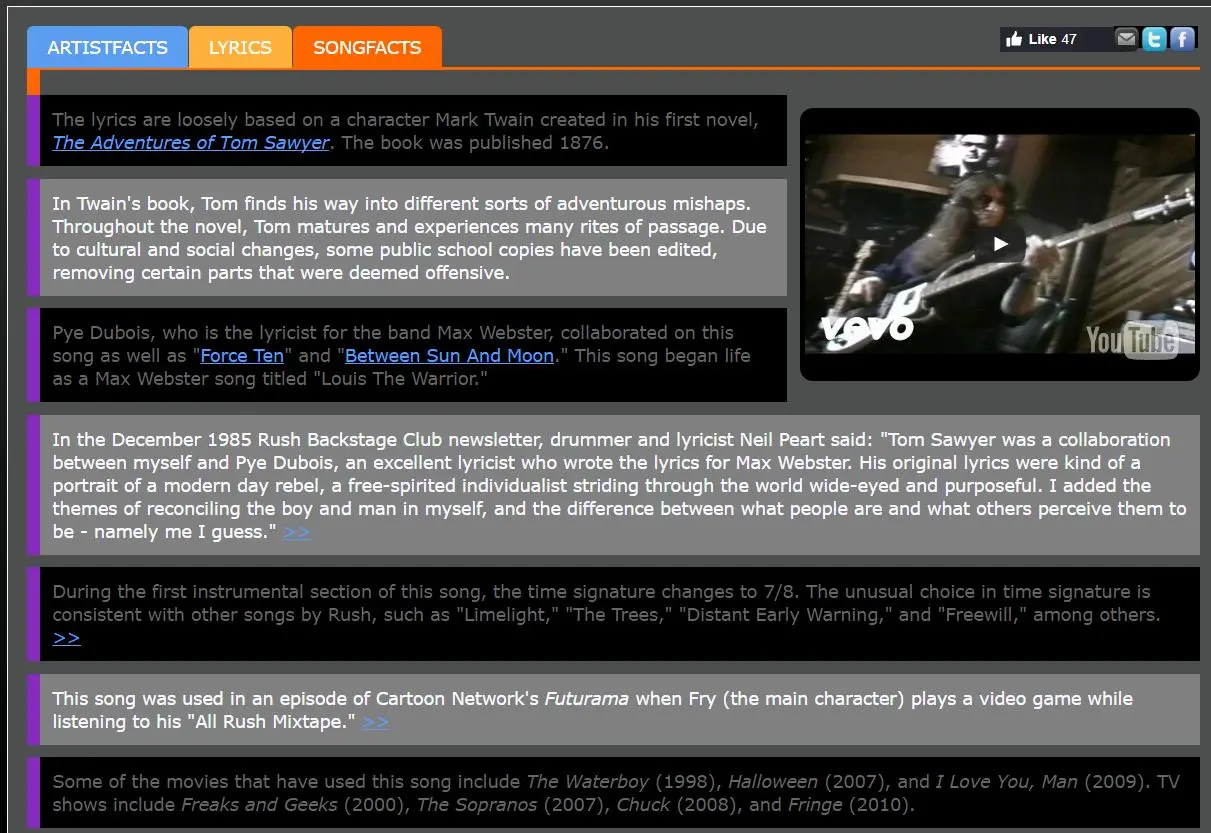 ARTISTFACTS LYRICS SONGFACTS Like 47
The lyrics are loosely based on a character Mark Twain created in his first novel,
The Adventures of Tom Sawyer. The book was published 1876.
In Twain's book, Tom finds his way into different sorts of adventurous mishaps.
Throughout the novel, Tom matures and experiences many rites of passage. Due
to cultural and social changes, some public school copies have been edited,
removing certain parts that were deemed offensive.
vevo
YouTube
Pye Dubois, who is the lyricist for the band Max Webster, collaborated on this
song as well as "Force Ten" and "Between Sun And Moon." This song began life
as a Max Webster song titled "Louis The Warrior."
In the December 1985 Rush Backstage Club newsletter, drummer and lyricist Neil Peart said: "Tom Sawyer was a collaboration
between myself and Pye Dubois, an excellent lyricist who wrote the lyrics for Max Webster. His original lyrics were kind of a
portrait of a modern day rebel, a free-spirited individualist striding through the world wide-eyed and purposeful. I added the
themes of reconciling the boy and man in myself, and the difference between what people are and what others perceive them to
be - namely me I guess." >>
During the first instrumental section of this song, the time signature changes to 7/8. The unusual choice in time signature is
consistent with other songs by Rush, such as "Limelight," "The Trees," "Distant Early Warning," and "Freewill," among others.
>>
This song was used in an episode of Cartoon Network's Futurama when Fry (the main character) plays a video game while
listening to his "All Rush Mixtape." >>
Some of the movies that have used this song include The Waterboy (1998), Halloween (2007), and I Love You, Man (2009). TV
shows include Freaks and Geeks (2000), The Sopranos (2007), Chuck (2008), and Fringe (2010).